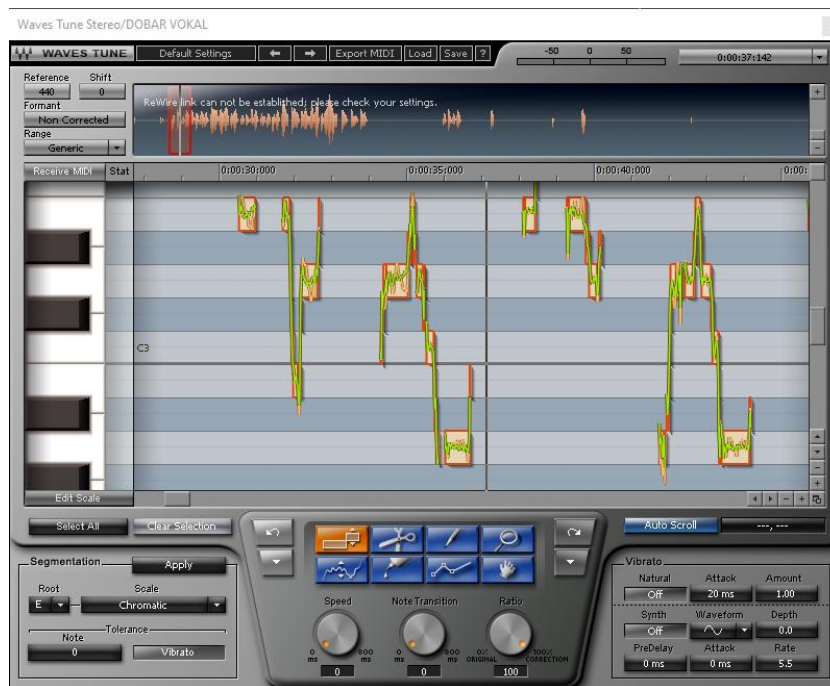 Waves Tune Stereo/DOBAR VOKAL
WAVES TUNE Default Settings Export MIDI Load Save ? -50 0 50 0:00:37:142
Reference Shift
440 0
Formant
Non Corrected
Range
Generic
ReWire link can not be established; please check your settings.
Receive MIDI Stat 0:00:30:000 0:00:35:000 0:00:40:000 0:00:
C3
Edit Scale
Select All Clear Selection Auto Scroll ---,---
Segmentation Apply
Root Scale
E Chromatic
Tolerance
Note
0 Vibrato
Speed Note Transition Ratio
0 ms 800 ms 0 ms 800 ms 0% ORIGINAL 100% CORRECTION
0 0 100
Vibrato
Natural Attack Amount
Off 20 ms 1.00
Synth Waveform Depth
Off 0.0
PreDelay Attack Rate
0 ms 0 ms 5.5